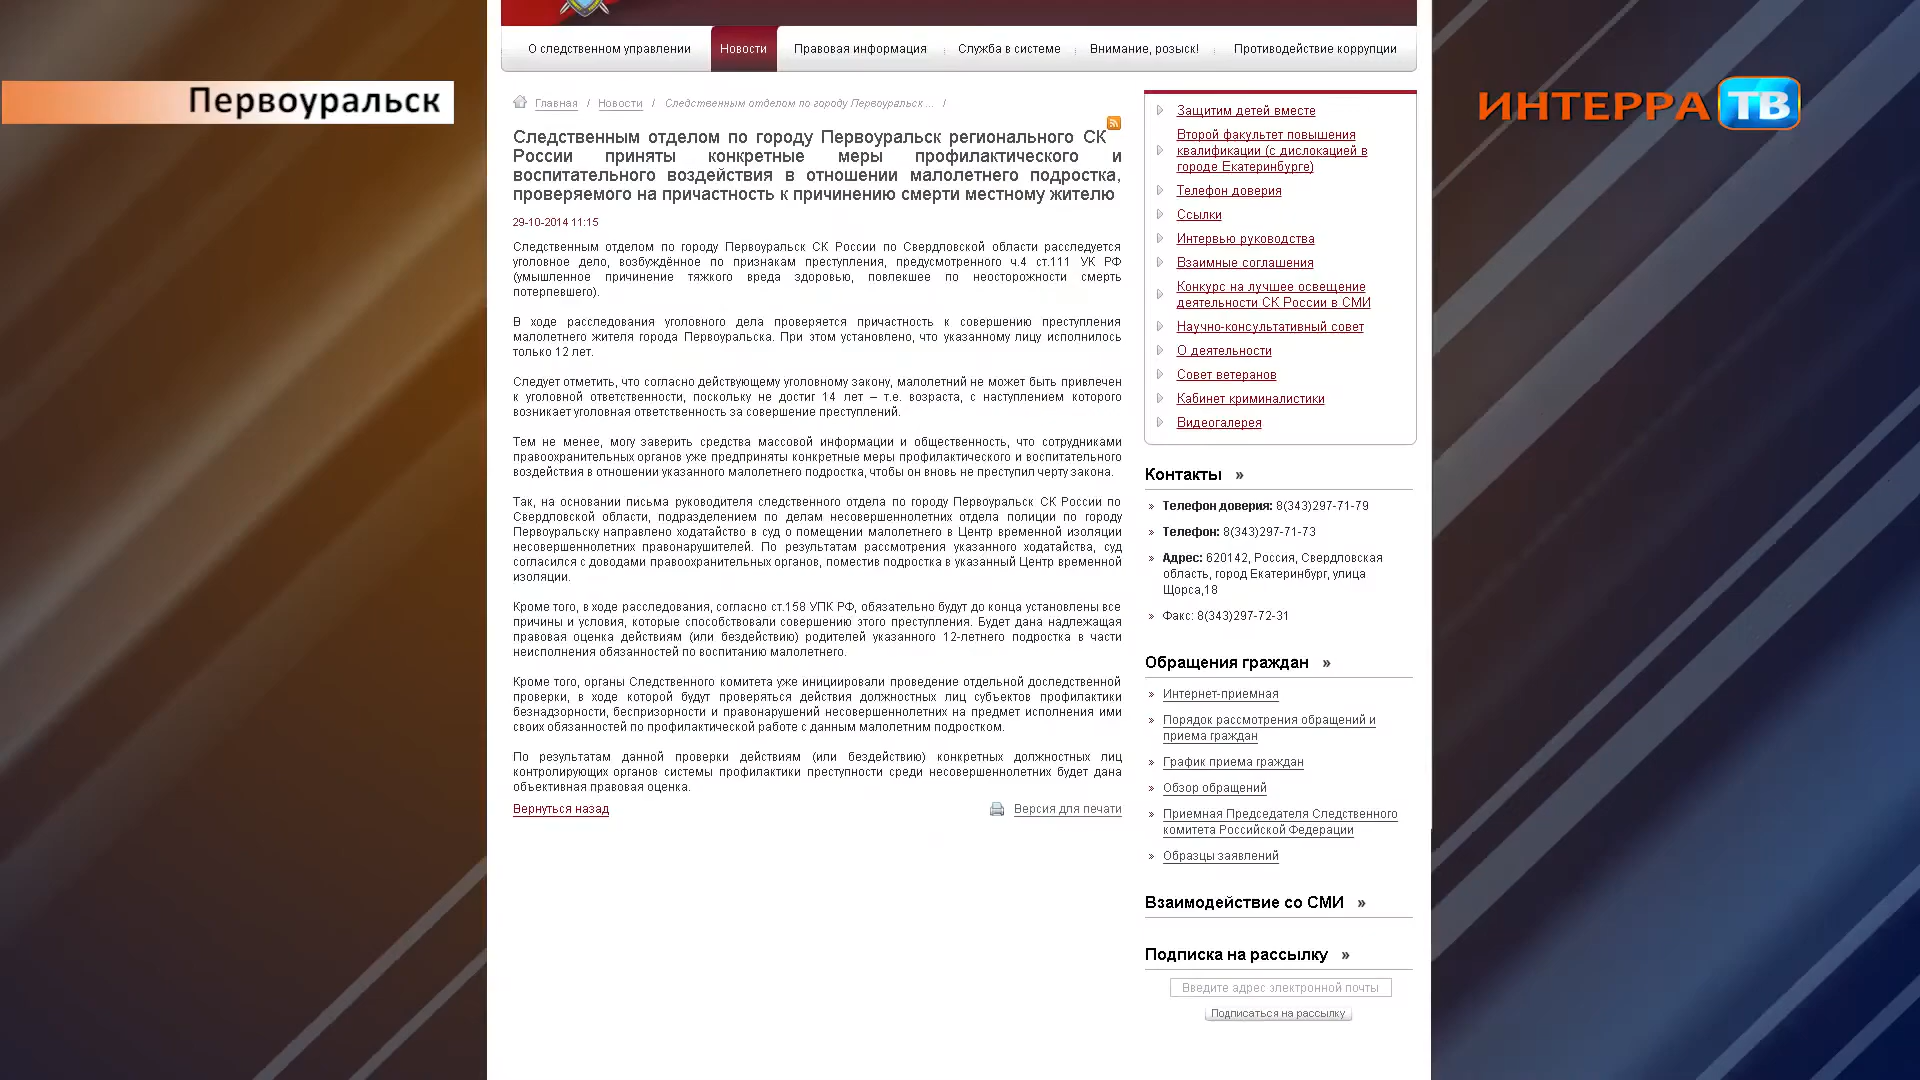 О следственном управлении
Новости
Правовая информация
Служба в системе
Внимание, розыск!
Противодействие коррупции
Первоуральск
ИНТЕРРА ТВ
Главная / Новости / Следственным отделом по городу Первоуральск ... /
Следственным отделом по городу Первоуральск регионального СК
России приняты конкретные меры профилактического и
воспитательного воздействия в отношении малолетнего подростка,
проверяемого на причастность к причинению смерти местному жителю
29-10-2014 11:15
Следственным отделом по городу Первоуральск СК России по Свердловской области расследуется
уголовное дело, возбуждённое по признакам преступления, предусмотренного ч.4 ст.111 УК РФ
(умышленное причинение тяжкого вреда здоровью, повлекшее по неосторожности смерть
потерпевшего).
В ходе расследования уголовного дела проверяется причастность к совершению преступления
малолетнего жителя города Первоуральска. При этом установлено, что указанному лицу исполнилось
только 12 лет.
Следует отметить, что согласно действующему уголовному закону, малолетний не может быть привлечен
к уголовной ответственности, поскольку не достиг 14 лет – т.е. возраста, с наступлением которого
возникает уголовная ответственность за совершение преступлений.
Тем не менее, могу заверить средства массовой информации и общественность, что сотрудниками
правоохранительных органов уже предприняты конкретные меры профилактического и воспитательного
воздействия в отношении указанного малолетнего подростка, чтобы он вновь не преступил черту закона.
Так, на основании письма руководителя следственного отдела по городу Первоуральск СК России по
Свердловской области, подразделением по делам несовершеннолетних отдела полиции по городу
Первоуральску направлено ходатайство в суд о помещении малолетнего в Центр временной изоляции
несовершеннолетних правонарушителей. По результатам рассмотрения указанного ходатайства, суд
согласился с доводами правоохранительных органов, поместив подростка в указанный Центр временной
изоляции.
Кроме того, в ходе расследования, согласно ст.158 УПК РФ, обязательно будут до конца установлены все
причины и условия, которые способствовали совершению этого преступления. Будет дана надлежащая
правовая оценка действиям (или бездействию) родителей указанного 12-летнего подростка в части
неисполнения обязанностей по воспитанию малолетнего.
Кроме того, органы Следственного комитета уже инициировали проведение отдельной доследственной
проверки, в ходе которой будут проверяться действия должностных лиц субъектов профилактики
безнадзорности, беспризорности и правонарушений несовершеннолетних на предмет исполнения ими
своих обязанностей по профилактической работе с данным малолетним подростком.
По результатам данной проверки действиям (или бездействию) конкретных должностных лиц
контролирующих органов системы профилактики преступности среди несовершеннолетних будет дана
объективная правовая оценка.
Вернуться назад
Версия для печати
Защитим детей вместе
Второй факультет повышения
квалификации (с дислокацией в
городе Екатеринбурге)
Телефон доверия
Ссылки
Интервью руководства
Взаимные соглашения
Конкурс на лучшее освещение
деятельности СК России в СМИ
Научно-консультативный совет
О деятельности
Совет ветеранов
Кабинет криминалистики
Видеогалерея
Контакты »
» Телефон доверия: 8(343)297-71-79
» Телефон: 8(343)297-71-73
» Адрес: 620142, Россия, Свердловская
область, город Екатеринбург, улица
Щорса,18
» Факс: 8(343)297-72-31
Обращения граждан »
» Интернет-приемная
» Порядок рассмотрения обращений и
приема граждан
» График приема граждан
» Обзор обращений
» Приемная Председателя Следственного
комитета Российской Федерации
» Образцы заявлений
Взаимодействие со СМИ »
Подписка на рассылку »
Введите адрес электронной почты
Подписаться на рассылку